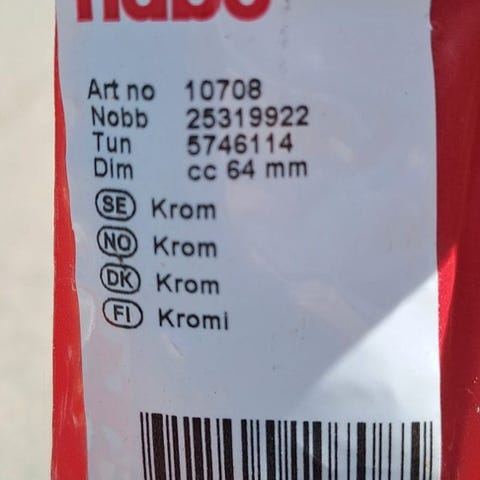 habo
Art no 10708
Nobb 25319922
Tun 5746114
Dim cc 64 mm
SE Krom
NO Krom
DK Krom
FI Kromi